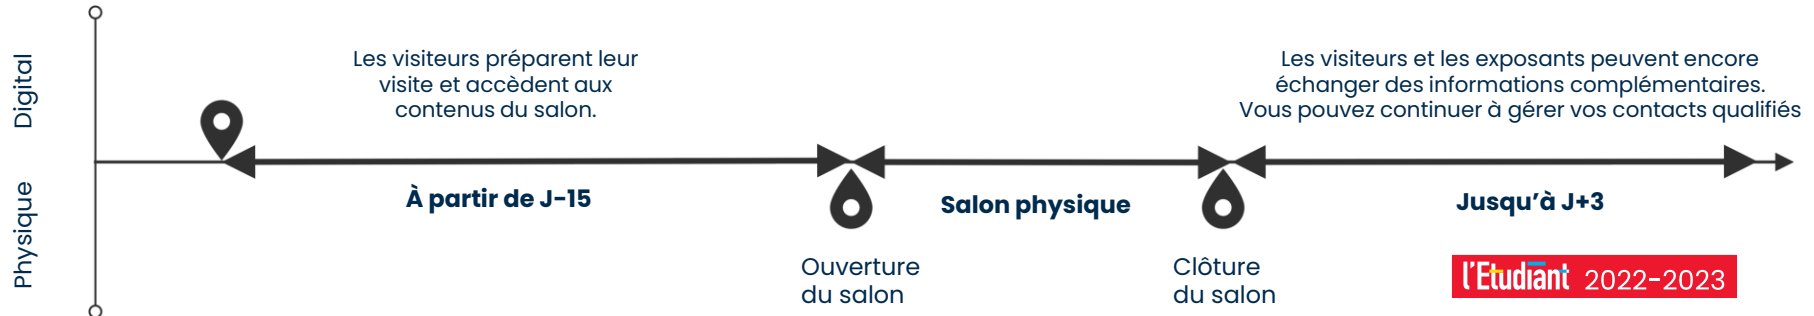 Digital
Physique
Les visiteurs préparent leur
visite et accèdent aux
contenus du salon.
À partir de J-15
Ouverture
du salon
Salon physique
Clôture
du salon
Les visiteurs et les exposants peuvent encore
échanger des informations complémentaires.
Vous pouvez continuer à gérer vos contacts qualifiés
Jusqu’à J+3
l'Etudiant 2022-2023